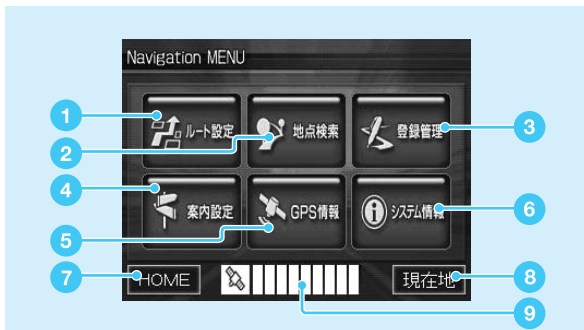 Navigation MENU
1
ルート設定
2
地点検索
3
登録管理
4
案内設定
5
GPS情報
6
システム情報
7
HOME
8
現在地
9